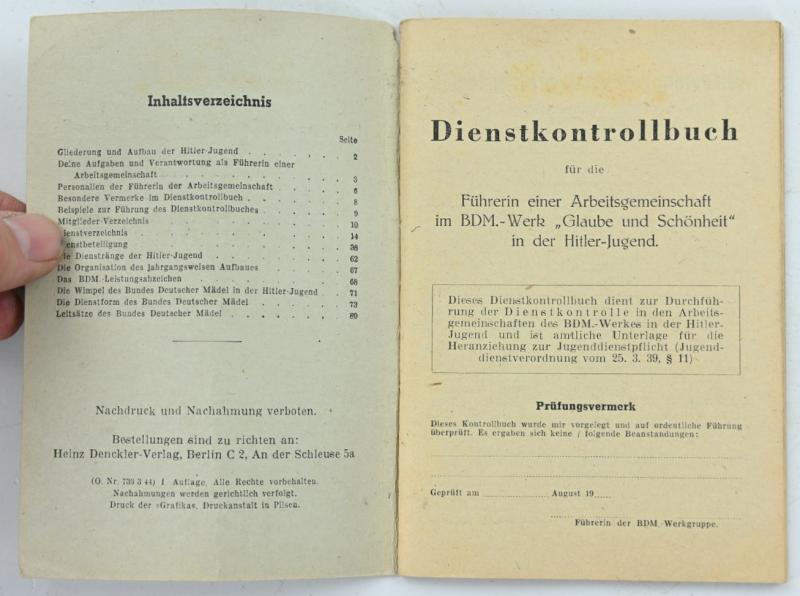 Inhaltsverzeichnis
Seite
Gliederung und Aufbau der Hitler-Jugend . . . . . . 2
Deine Aufgaben und Verantwortung als Führerin einer
Arbeitsgemeinschaft . . . . . . . . . 3
Personalien der Führerin der Arbeitsgemeinschaft . . . . 6
Besondere Vermerke im Dienstkontrollbuch . . . . . 8
Beispiele zur Führung des Dienstkontrollbuches . . . . 9
Mitglieder-Verzeichnis . . . . . . . . . 10
ienstverzeichnis . . . . . . . . . 14
enstbeteiligung . . . . . . . . . 38
ie Dienstränge der Hitler-Jugend . . . . . . 62
Die Organisation des jahrgangsweisen Aufbaues . . . . 67
Das BDM.-Leistungsabzeichen . . . . . . . 68
Die Wimpel des Bundes Deutscher Mädel in der Hitler-Jugend . . 71
Die Dienstform des Bundes Deutscher Mädel . . . . . 73
Leitsätze des Bundes Deutscher Mädel . . . . . . 80
Nachdruck und Nachahmung verboten.
Bestellungen sind zu richten an:
Heinz Denckler-Verlag, Berlin C 2, An der Schleuse 5a
(O. Nr. 739 3 44) I Auflage. Alle Rechte vorbehalten.
Nachahmungen werden gerichtlich verfolgt.
Druck der »Grafika«, Druckanstalt in Pilsen.
Dienstkontrollbuch
für die
Führerin einer Arbeitsgemeinschaft
im BDM.-Werk „Glaube und Schönheit"
in der Hitler-Jugend.
Dieses Dienstkontrollbuch dient zur Durchfüh-
rung der Dienstkontrolle in den Arbeits-
gemeinschaften des BDM.-Werkes in der Hitler-
Jugend und ist amtliche Unterlage für die
Heranziehung zur Jugenddienstpflicht (Jugend-
dienstverordnung vom 25. 3. 39, § 11)
Prüfungsvermerk
Dieses Kontrollbuch wurde mir vorgelegt und auf ordentliche Führung
überprüft. Es ergaben sich keine / folgende Beanstandungen:
Geprüft am ............ August 19.....
Führerin der BDM.-Werkgruppe.